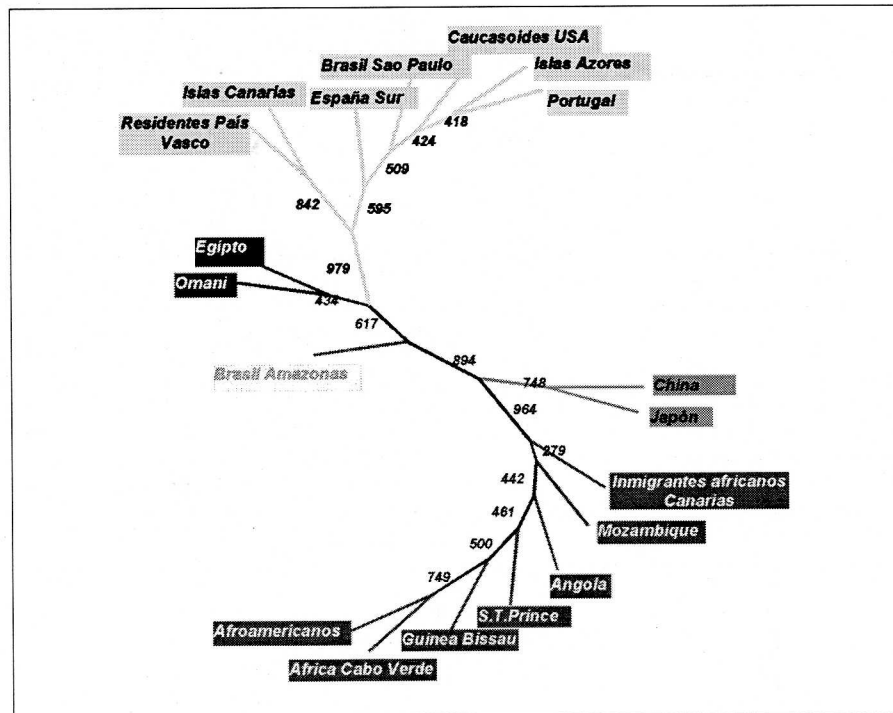 Caucasoides USA
Brasil Sao Paulo
Islas Azores
Islas Canarias
España Sur
Portugal
Residentes País
Vasco
418
424
509
842
595
Egipto
979
Omani
434
617
894
Brasil Amazonas
748
China
964
Japón
279
442
Inmigrantes africanos
Canarias
461
Mozambique
500
749
Angola
S.T.Prince
Afroamericanos
Guinea Bissau
Africa Cabo Verde